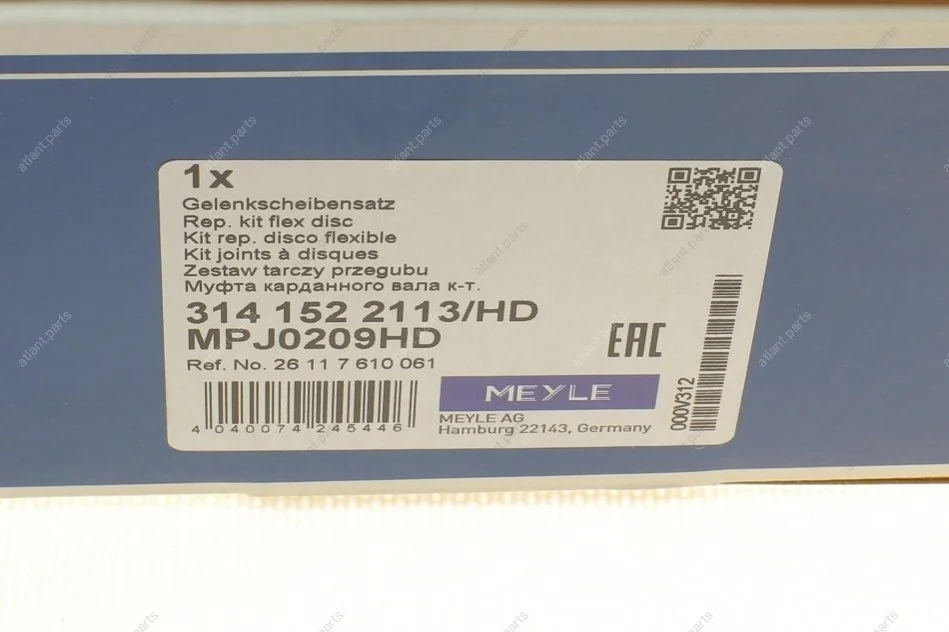 1x
Gelenkscheibensatz
Rep. kit flex disc
Kit rep. disco flexible
Kit joints à disques
Zestaw tarczy przegubu
Муфта карданного вала к-т.
314 152 2113/HD
MPJ0209HD
EAC
Ref. No. 26 11 7 610 061
MEYLE
MEYLE AG
Hamburg 22143, Germany
4 040074 245446
000V312
atlant.parts